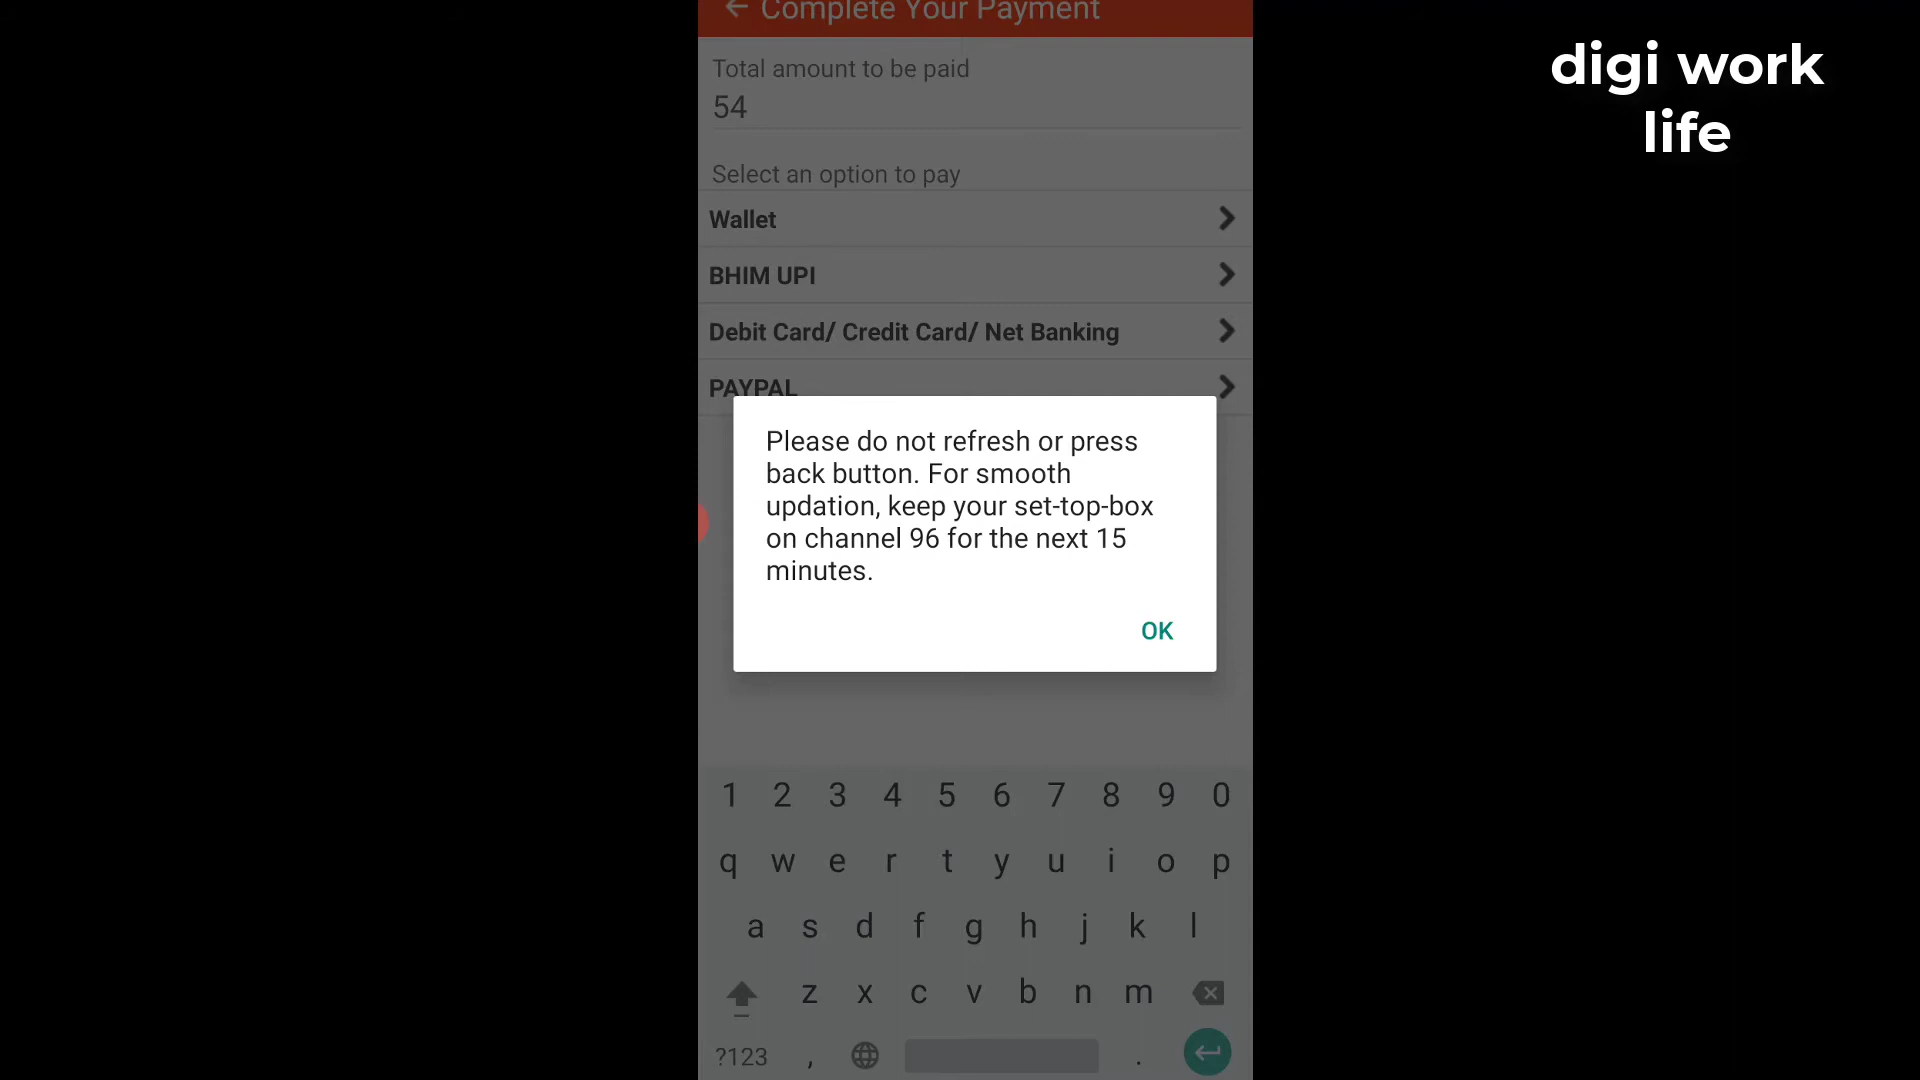 Complete Your Payment
digi work
life
Total amount to be paid
54
Select an option to pay
Wallet
BHIM UPI
Debit Card/ Credit Card/ Net Banking
PAYPAL
Please do not refresh or press
back button. For smooth
updation, keep your set-top-box
on channel 96 for the next 15
minutes.
OK
1 2 3 4 5 6 7 8 9 0
q w e r t y u i o p
a s d f g h j k l
z x c v b n m
?123 , .